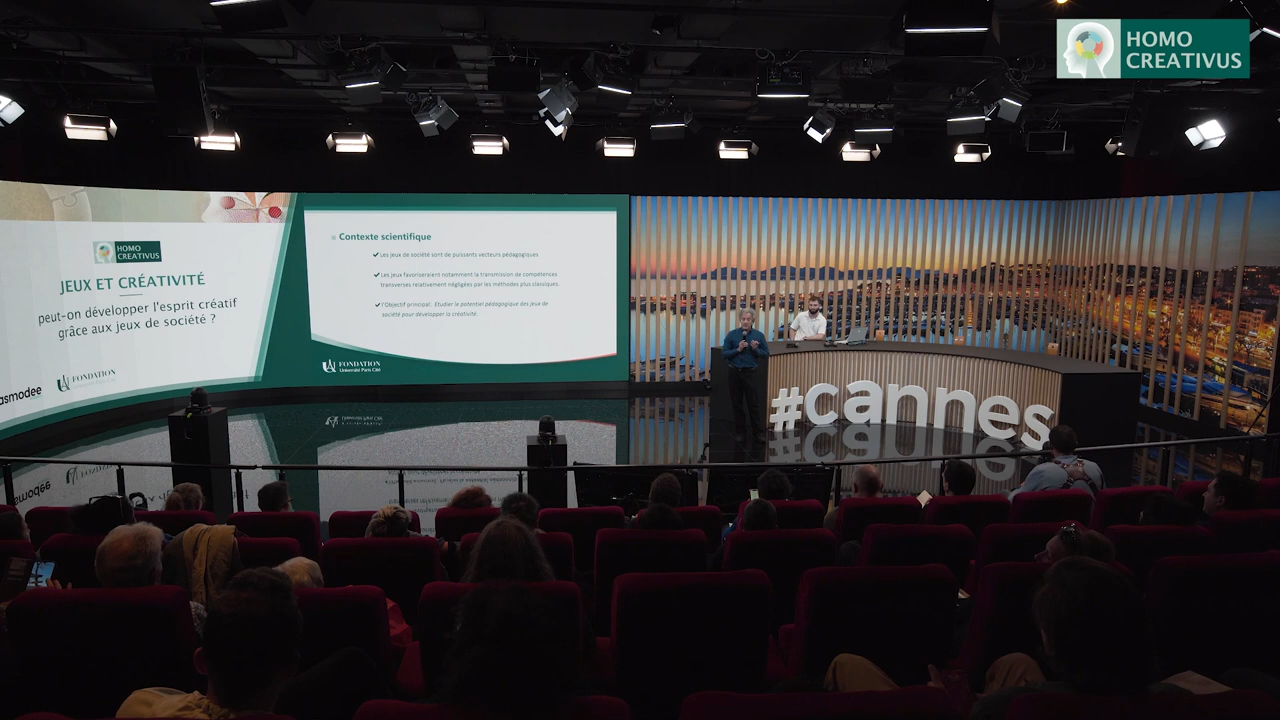 HOMO
CREATIVUS
HOMO
CREATIVUS
JEUX ET CRÉATIVITÉ
peut-on développer l'esprit créatif
grâce aux jeux de société ?
asmodee
FONDATION
Université Paris Cité
Contexte scientifique
Les jeux de société sont de puissants vecteurs pédagogiques
Les jeux favoriseraient notamment la transmission de compétences
transverses relativement négligées par les méthodes plus classiques.
l'Objectif principal: Etudier le potentiel pédagogique des jeux de
société pour développer la créativité.
FONDATION
Université Paris Cité
#cannes